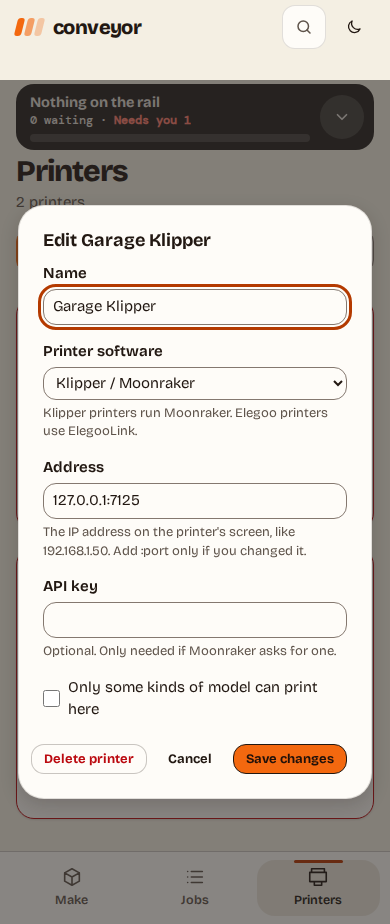 conveyor
Nothing on the rail
0 waiting · Needs you 1
Printers
2 printers
Edit Garage Klipper
Name
Garage Klipper
Printer software
Klipper / Moonraker
Klipper printers run Moonraker. Elegoo printers
use ElegooLink.
Address
127.0.0.1:7125
The IP address on the printer's screen, like
192.168.1.50. Add :port only if you changed it.
API key
Optional. Only needed if Moonraker asks for one.
Only some kinds of model can print
here
Delete printer
Cancel
Save changes
Make
Jobs
Printers